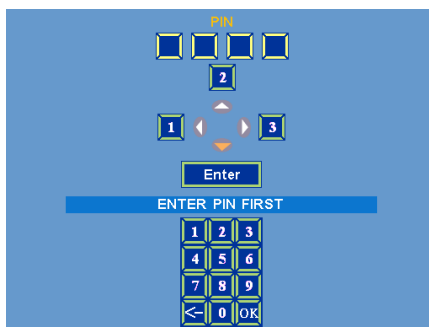 PIN
2
1 3
Enter
ENTER PIN FIRST
1 2 3
4 5 6
7 8 9
<- 0 OK